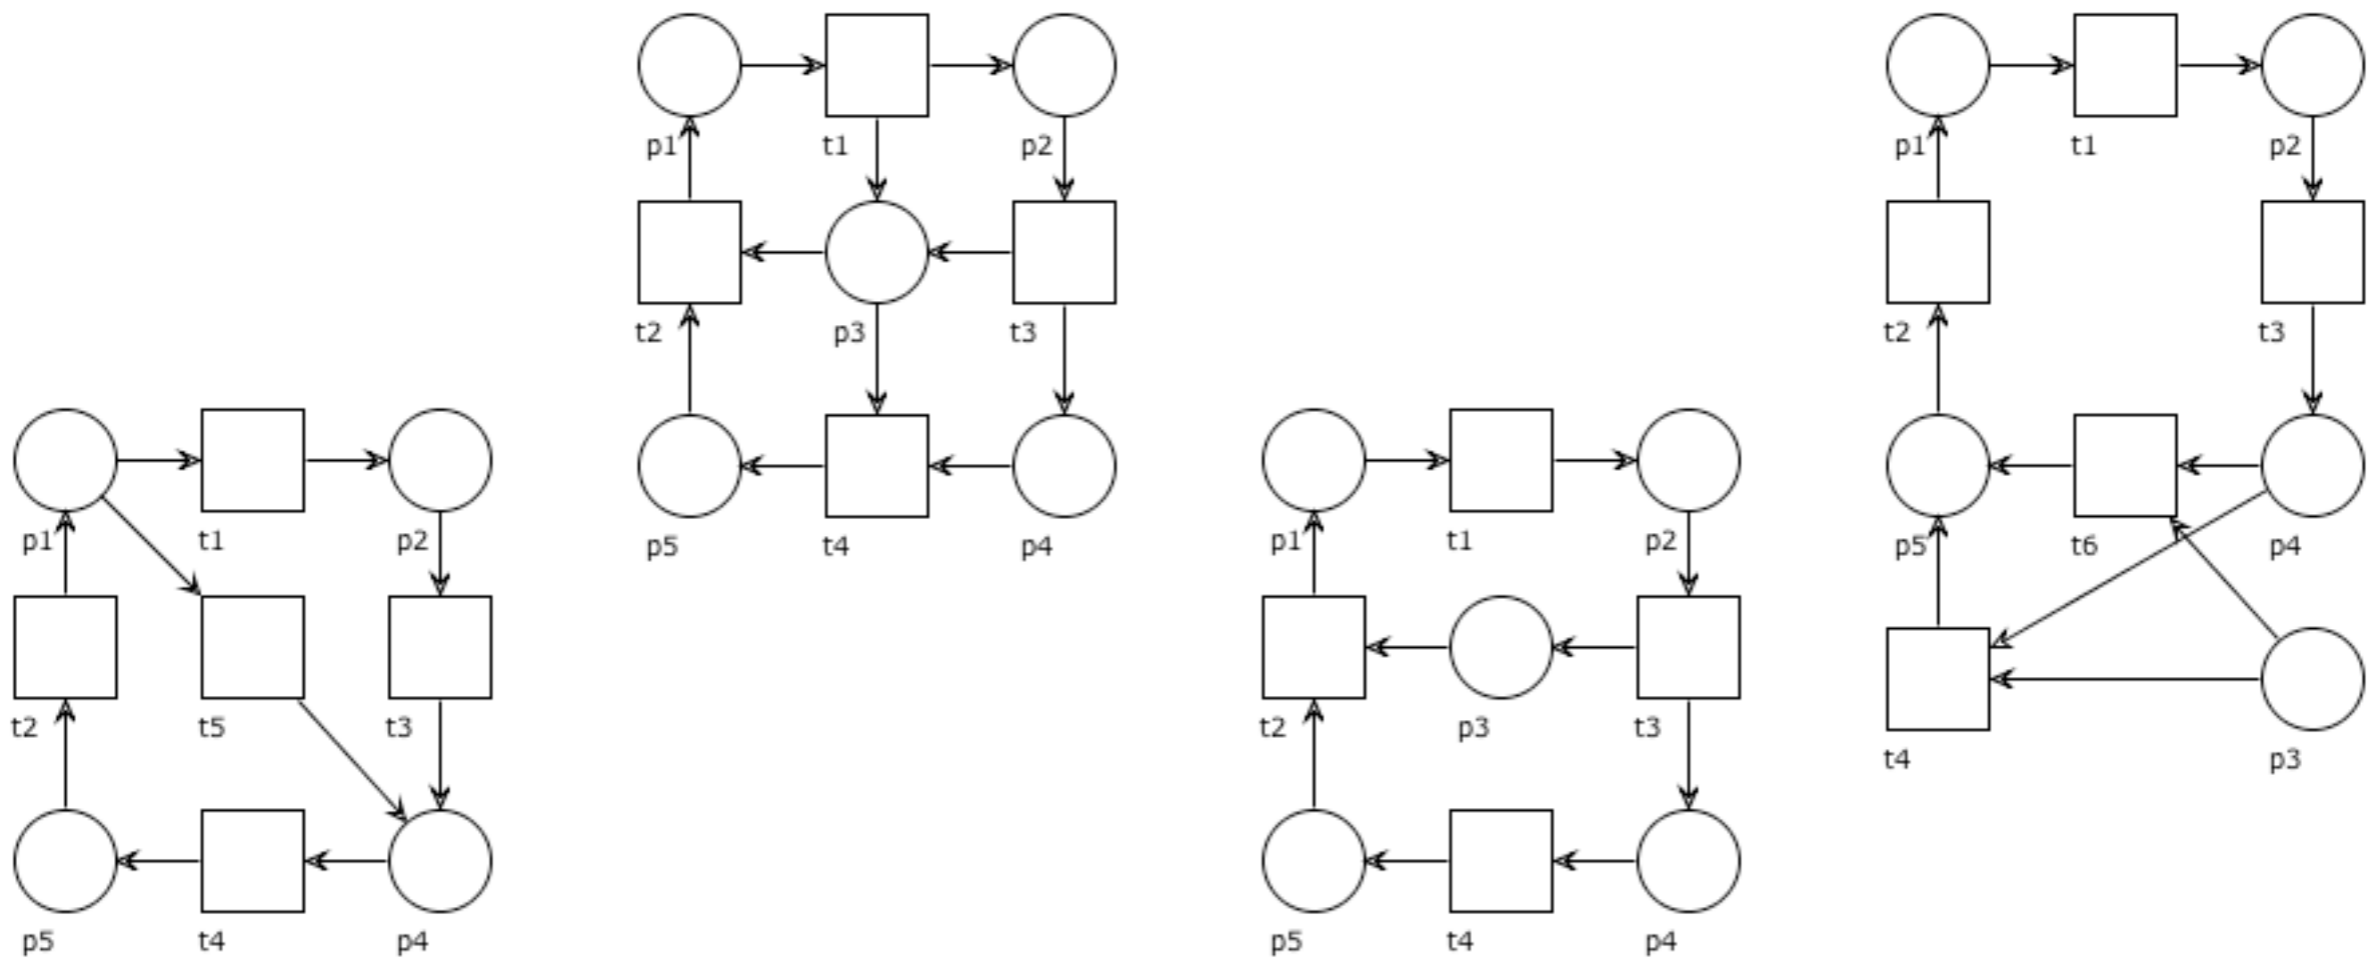 p1 t1 p2
t2 t5 t3
p5 t4 p4
p1 t1 p2
t2 p3 t3
p5 t4 p4
p1 t1 p2
t2 p3 t3
p5 t4 p4
p1 t1 p2
t2 t3
p5 t6 p4
t4 p3